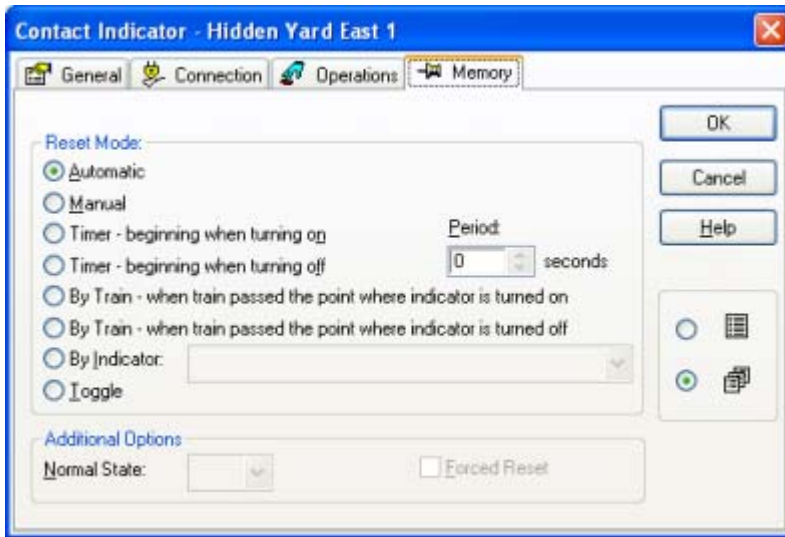 Contact Indicator - Hidden Yard East 1
General Connection Operations Memory
OK
Cancel
Help
Reset Mode:
Automatic
Manual
Timer - beginning when turning on
Timer - beginning when turning off
Period:
0 seconds
By Train - when train passed the point where indicator is turned on
By Train - when train passed the point where indicator is turned off
By Indicator:
Toggle
Additional Options
Normal State:
Forced Reset